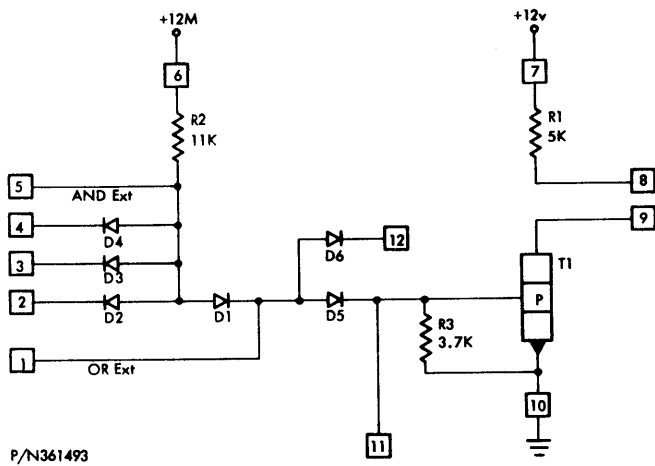 +12M
+12v
6
7
R2
11K
R1
5K
5
AND Ext
8
4
D4
9
12
3
D3
D6
T1
2
D2
D1
D5
P
R3
3.7K
1
OR Ext
10
11
P/N361493